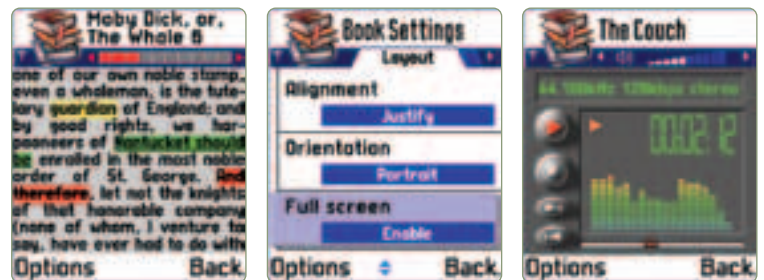 Moby Dick, or,
The Whale 6
one of our own noble stamp,
even a whaleman, is the tute-
lary guardian of England; and
by good rights, we har-
pooneers of Nantucket should
be enrolled in the most noble
order of St. George. And
therefore, let not the knights
of that honorable company
(none of whom, I venture to
say, have ever had to do with
Options Back
Book Settings
Layout
Alignment
Justify
Orientation
Portrait
Full screen
Enable
Options Back
The Couch
44.100kHz 128kbps stereo
00:02:12
Options Back